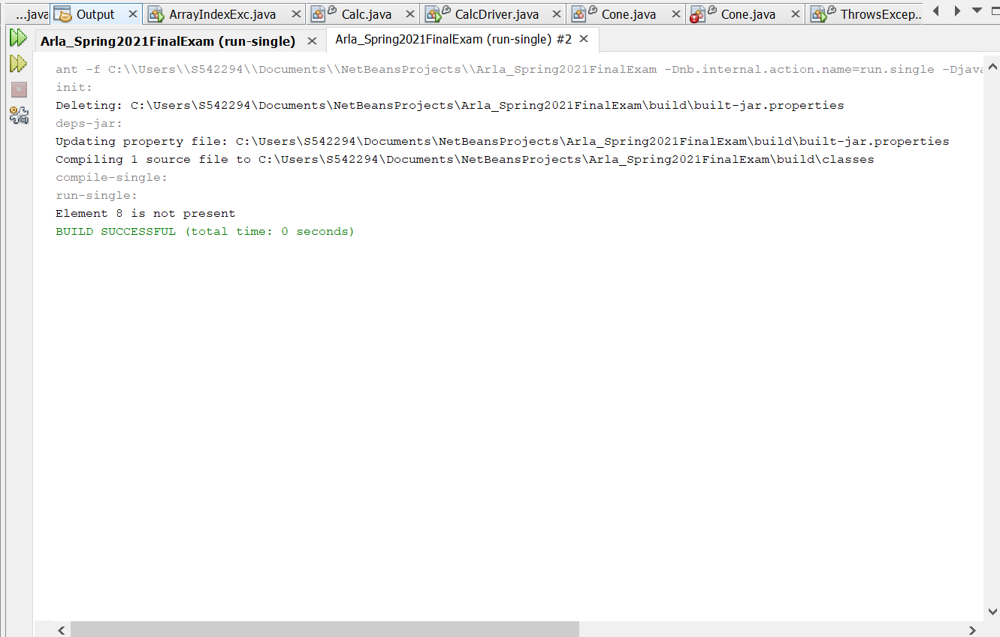 ...java Output ArrayIndexExc.java Calc.java CalcDriver.java Cone.java Cone.java ThrowsExcep..
Arla_Spring2021FinalExam (run-single) Arla_Spring2021FinalExam (run-single) #2
ant -f C:\\Users\\S542294\\Documents\\NetBeansProjects\\Arla_Spring2021FinalExam -Dnb.internal.action.name=run.single -Djava
init:
Deleting: C:\Users\S542294\Documents\NetBeansProjects\Arla_Spring2021FinalExam\build\built-jar.properties
deps-jar:
Updating property file: C:\Users\S542294\Documents\NetBeansProjects\Arla_Spring2021FinalExam\build\built-jar.properties
Compiling 1 source file to C:\Users\S542294\Documents\NetBeansProjects\Arla_Spring2021FinalExam\build\classes
compile-single:
run-single:
Element 8 is not present
BUILD SUCCESSFUL (total time: 0 seconds)